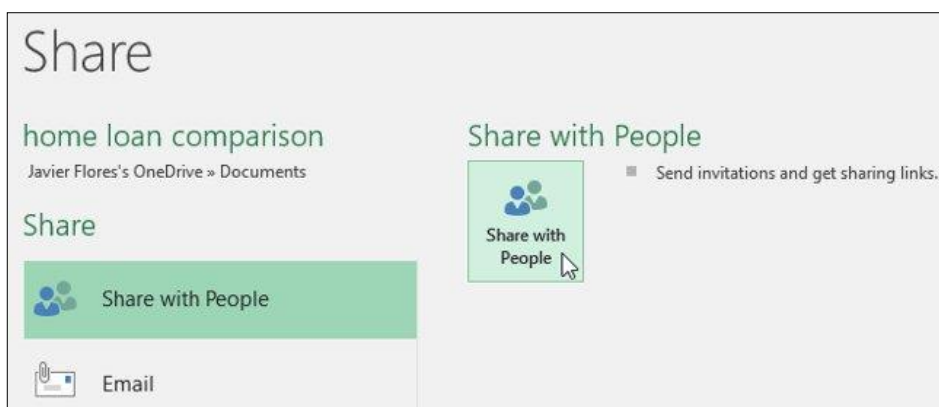 Share
home loan comparison
Javier Flores's OneDrive » Documents
Share
Share with People
Email
Share with People
Share with
People
Send invitations and get sharing links.